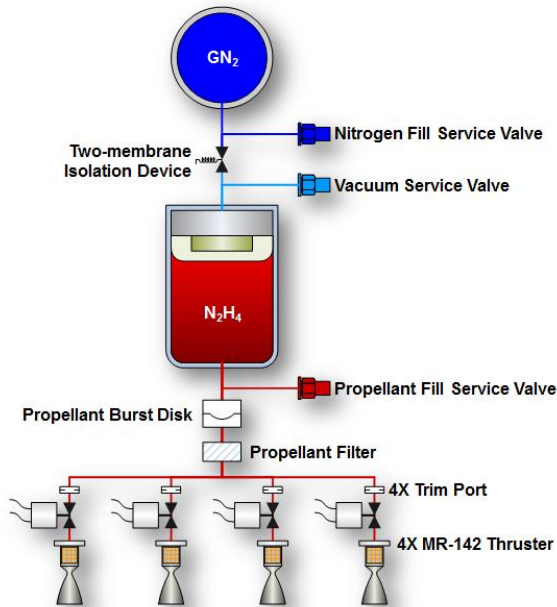 GN₂
Nitrogen Fill Service Valve
Two-membrane
Isolation Device
Vacuum Service Valve
N₂H₄
Propellant Fill Service Valve
Propellant Burst Disk
Propellant Filter
4X Trim Port
4X MR-142 Thruster